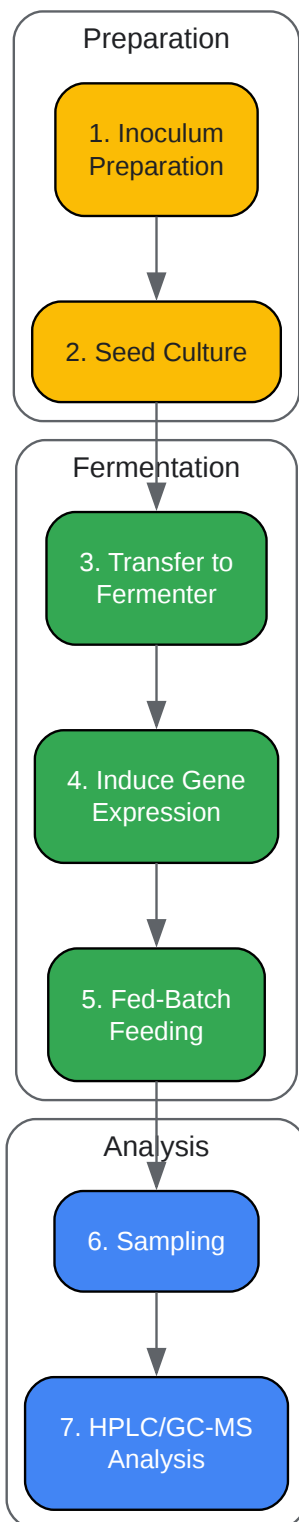 Preparation
1. Inoculum
Preparation
2. Seed Culture
Fermentation
3. Transfer to
Fermenter
4. Induce Gene
Expression
5. Fed-Batch
Feeding
Analysis
6. Sampling
7. HPLC/GC-MS
Analysis